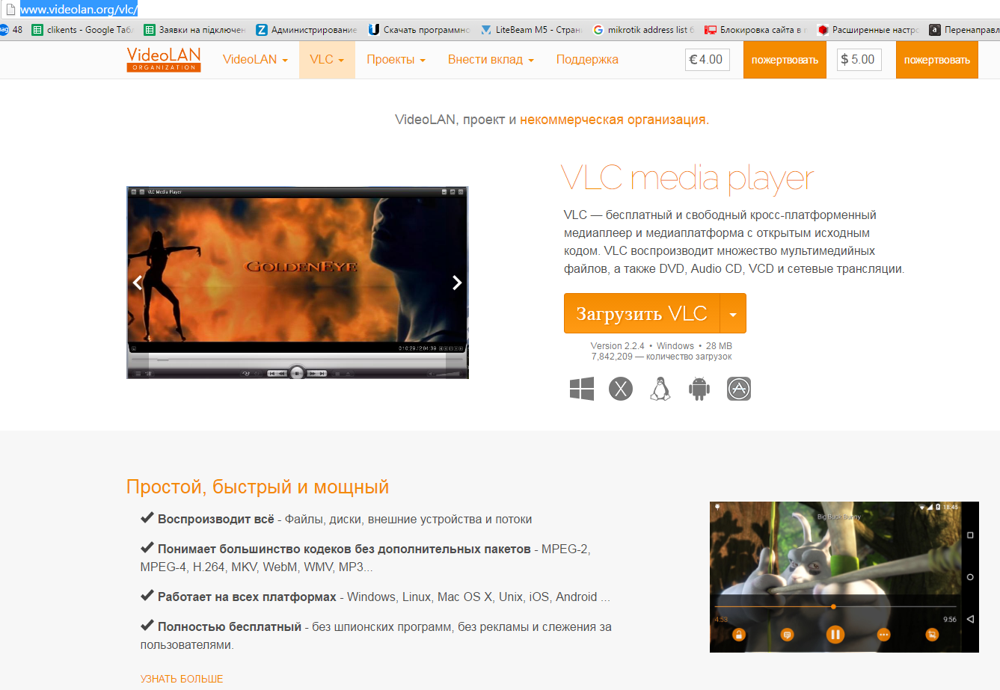 www.videolan.org/vlc/
48
clikents - Google Таб
Заявки на підключен
Администрирование
Скачать программно
LiteBeam M5 - Стран
mikrotik address list б
Блокировка сайта в п
Расширенные настро
a
Перенаправл
VideoLAN
ORGANIZATION
VideoLAN
VLC
Проекты
Внести вклад
Поддержка
€ 4.00
пожертвовать
$ 5.00
пожертвовать
VideoLAN, проект и некоммерческая организация.
VLC Media Player
GOLDENEYE
0:10:29 / 2:04:39
VLC media player
VLC — бесплатный и свободный кросс-платформенный
медиаплеер и медиаплатформа с открытым исходным
кодом. VLC воспроизводит множество мультимедийных
файлов, а также DVD, Audio CD, VCD и сетевые трансляции.
Загрузить VLC
Version 2.2.4 • Windows • 28 MB
7,842,209 — количество загрузок
X
Простой, быстрый и мощный
Воспроизводит всё - Файлы, диски, внешние устройства и потоки
Понимает большинство кодеков без дополнительных пакетов - MPEG-2,
MPEG-4, H.264, MKV, WebM, WMV, MP3...
Работает на всех платформах - Windows, Linux, Mac OS X, Unix, iOS, Android ...
Полностью бесплатный - без шпионских программ, без рекламы и слежения за
пользователями.
УЗНАТЬ БОЛЬШЕ
18:45
Big Buck Bunny
4:53
9:56